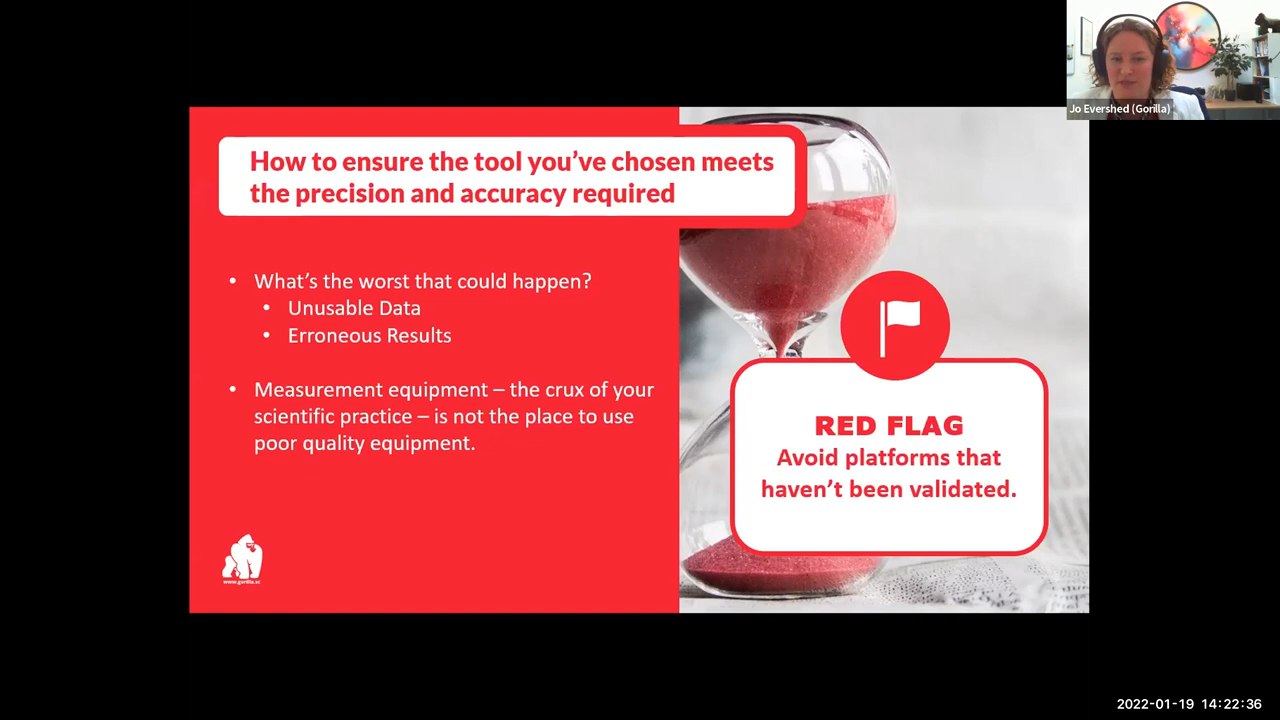 Jo Evershed (Gorilla)
How to ensure the tool you've chosen meets
the precision and accuracy required
• What's the worst that could happen?
• Unusable Data
• Erroneous Results
• Measurement equipment – the crux of your
scientific practice – is not the place to use
poor quality equipment.
RED FLAG
Avoid platforms that
haven't been validated.
www.gorilla.sc
2022-01-19 14:22:36